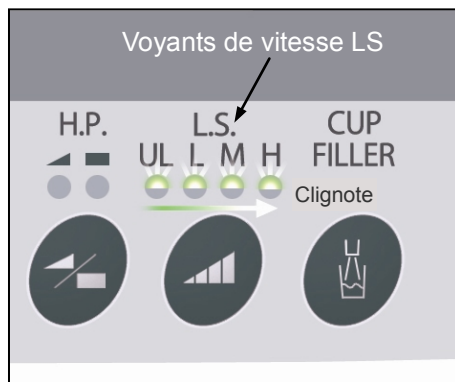 Voyants de vitesse LS
H.P. L.S. CUP
UL L M H FILLER
Clignote